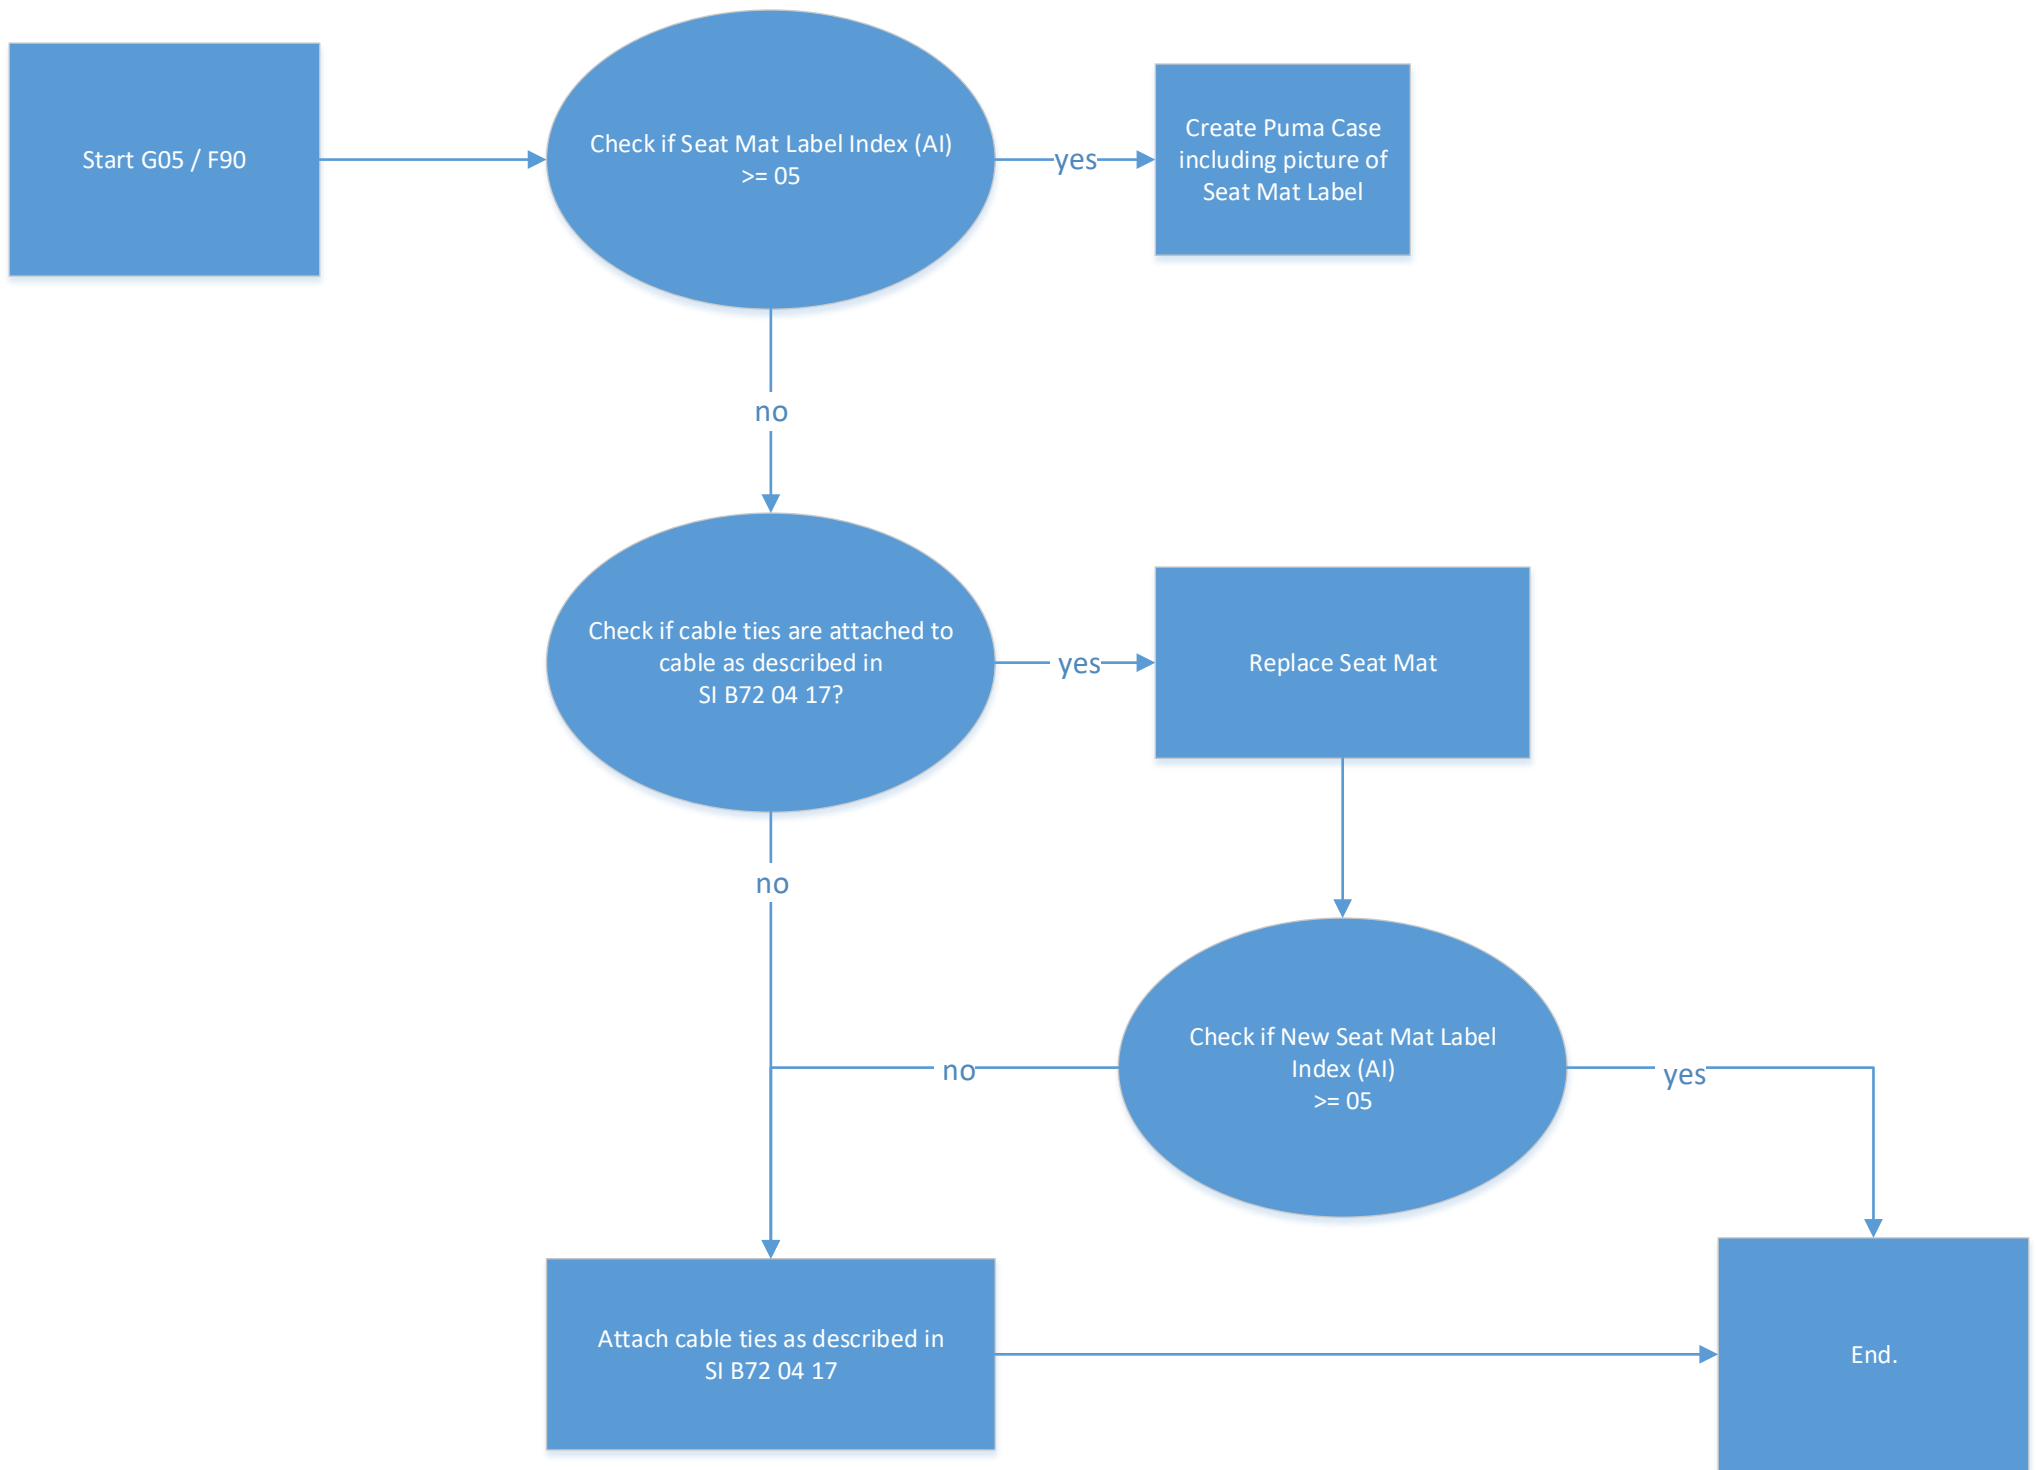 Start G05 / F90
Check if Seat Mat Label Index (AI)
>= 05
yes
Create Puma Case
including picture of
Seat Mat Label
no
Check if cable ties are attached to
cable as described in
SI B72 04 17?
yes
Replace Seat Mat
no
Check if New Seat Mat Label
Index (AI)
>= 05
no
yes
Attach cable ties as described in
SI B72 04 17
End.